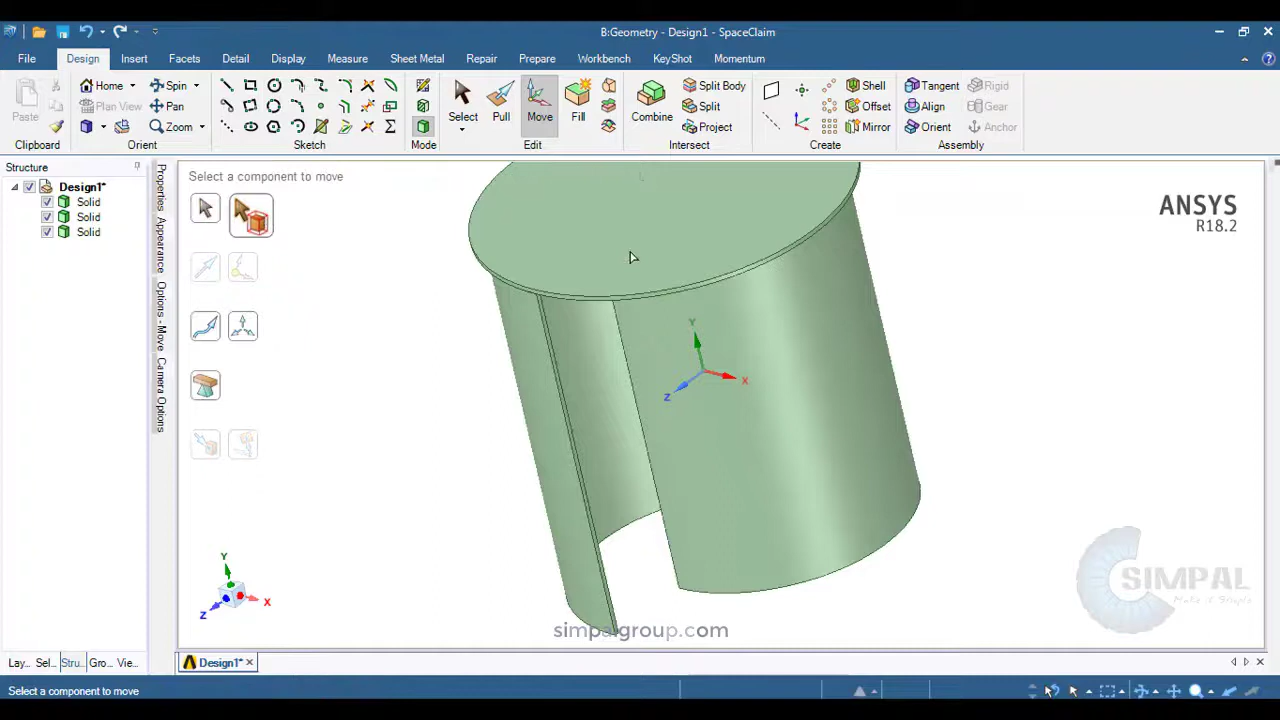 B:Geometry - Design1 - SpaceClaim
File Design Insert Facets Detail Display Measure Sheet Metal Repair Prepare Workbench KeyShot Momentum
Paste
Home Spin
Plan View Pan
Zoom
Select Pull Move Fill
Combine
Split Body
Split
Project
Shell
Offset
Mirror
Tangent Rigid
Align Gear
Orient Anchor
Clipboard Orient Sketch Mode Edit Intersect Create Assembly
Structure
Design1*
Solid
Solid
Solid
Properties
Appearance
Options - Move
Camera Options
Select a component to move
ANSYS
R18.2
Y
X
Z
Y
X
Z
SIMPAL
Make it Simple
simpalgroup.com
Lay... Sel... Stru... Gro... Vie...
Design1*
Select a component to move